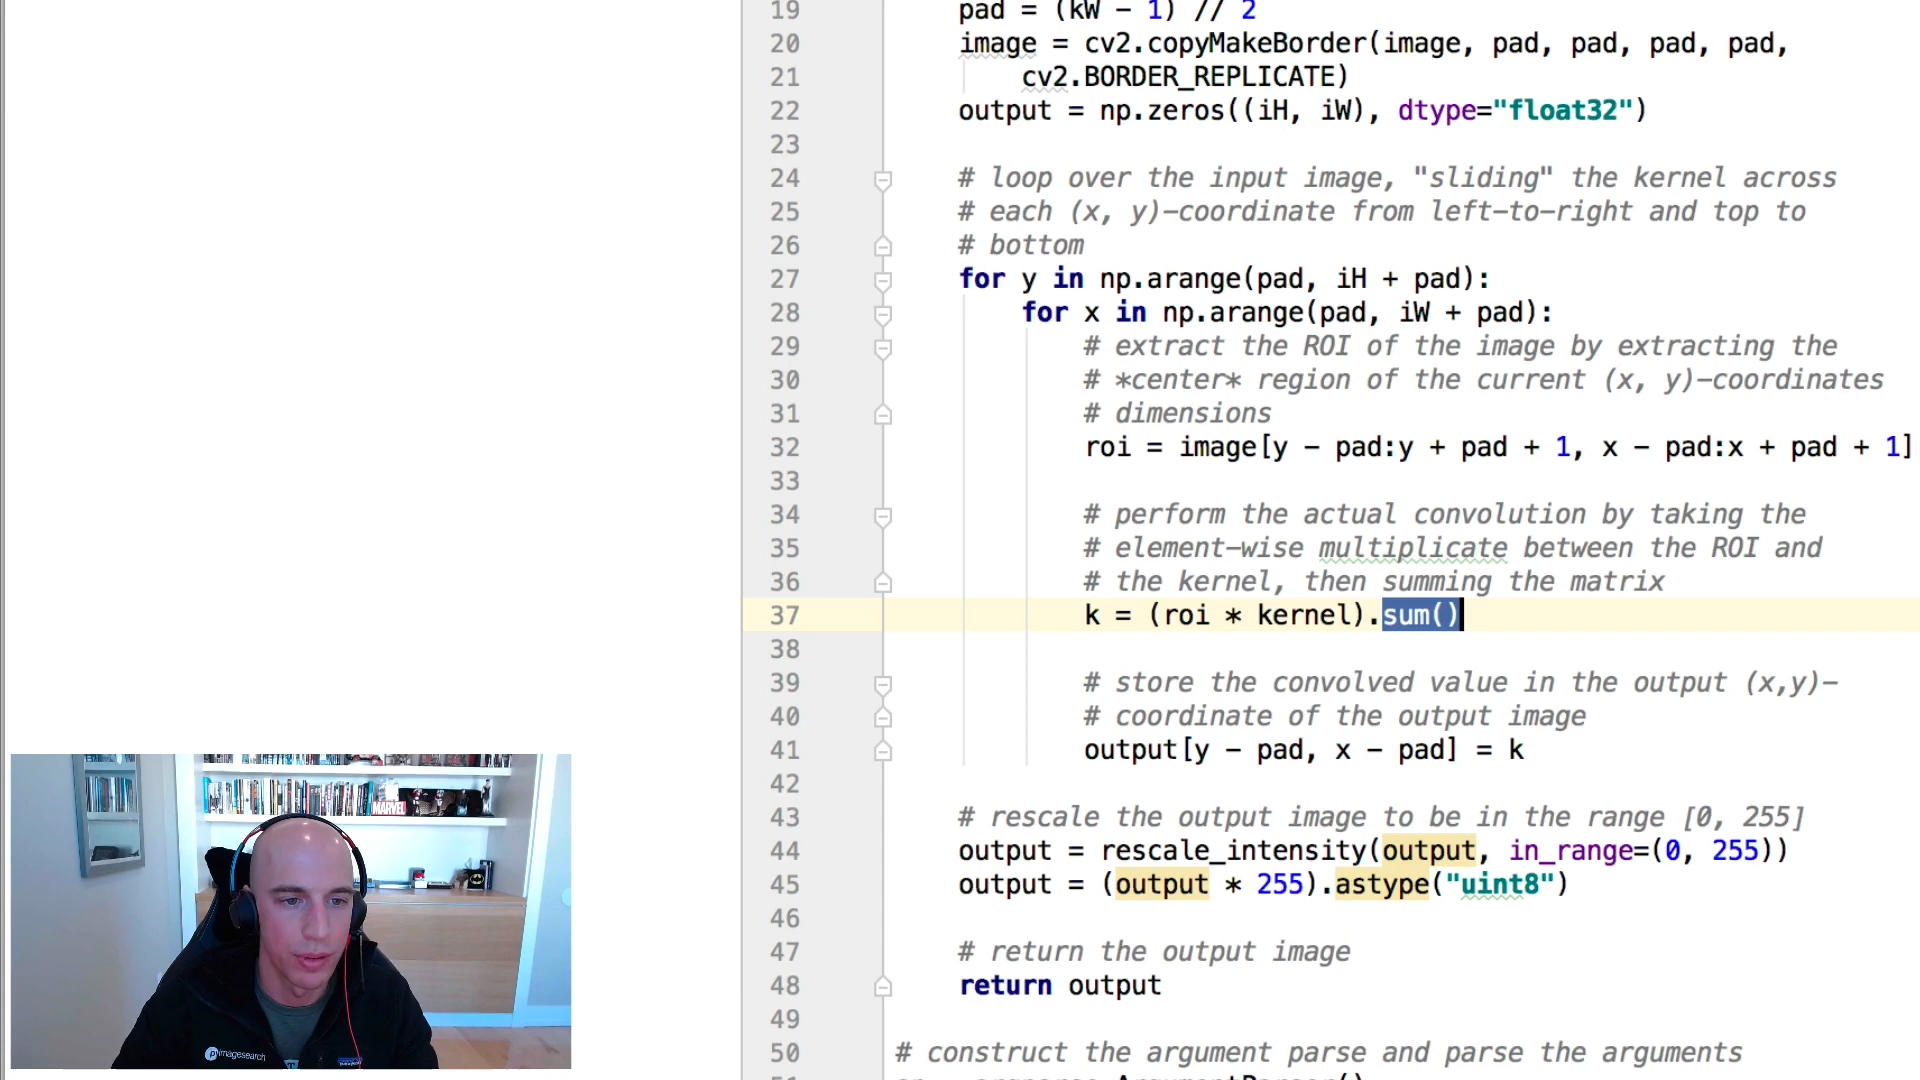 19 pad = (kW - 1) // 2
20 image = cv2.copyMakeBorder(image, pad, pad, pad, pad,
21 cv2.BORDER_REPLICATE)
22 output = np.zeros((iH, iW), dtype="float32")
23
24 # loop over the input image, "sliding" the kernel across
25 # each (x, y)-coordinate from left-to-right and top to
26 # bottom
27 for y in np.arange(pad, iH + pad):
28 for x in np.arange(pad, iW + pad):
29 # extract the ROI of the image by extracting the
30 # *center* region of the current (x, y)-coordinates
31 # dimensions
32 roi = image[y - pad:y + pad + 1, x - pad:x + pad + 1]
33
34 # perform the actual convolution by taking the
35 # element-wise multiplicate between the ROI and
36 # the kernel, then summing the matrix
37 k = (roi * kernel).sum()
38
39 # store the convolved value in the output (x,y)-
40 # coordinate of the output image
41 output[y - pad, x - pad] = k
42
43 # rescale the output image to be in the range [0, 255]
44 output = rescale_intensity(output, in_range=(0, 255))
45 output = (output * 255).astype("uint8")
46
47 # return the output image
48 return output
49
50 # construct the argument parse and parse the arguments
MARVEL
pyimagesearch